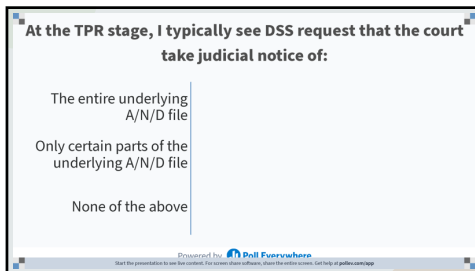 At the TPR stage, I typically see DSS request that the court
take judicial notice of:
The entire underlying
A/N/D file
Only certain parts of the
underlying A/N/D file
None of the above
Powered by Poll Everywhere
Start the presentation to see live content. For screen share software, share the entire screen. Get help at pollev.com/app